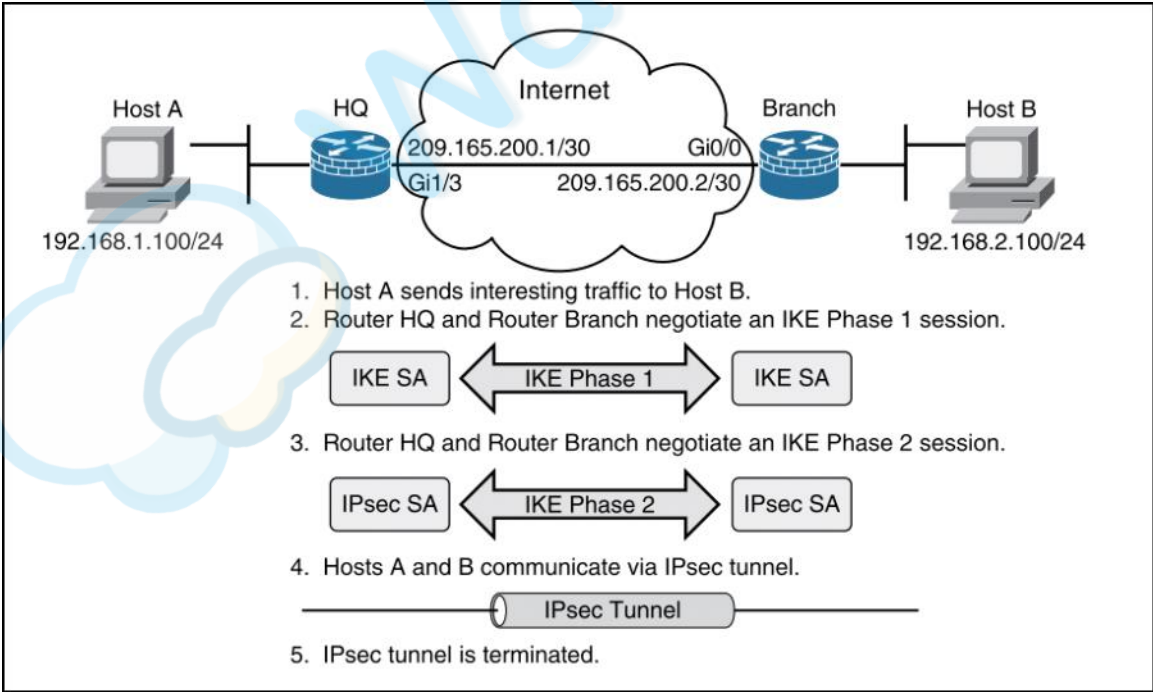 Internet
Host A
HQ
Branch
Host B
209.165.200.1/30
Gi0/0
Gi1/3
209.165.200.2/30
192.168.1.100/24
192.168.2.100/24
1. Host A sends interesting traffic to Host B.
2. Router HQ and Router Branch negotiate an IKE Phase 1 session.
IKE SA
IKE Phase 1
IKE SA
3. Router HQ and Router Branch negotiate an IKE Phase 2 session.
IPsec SA
IKE Phase 2
IPsec SA
4. Hosts A and B communicate via IPsec tunnel.
IPsec Tunnel
5. IPsec tunnel is terminated.